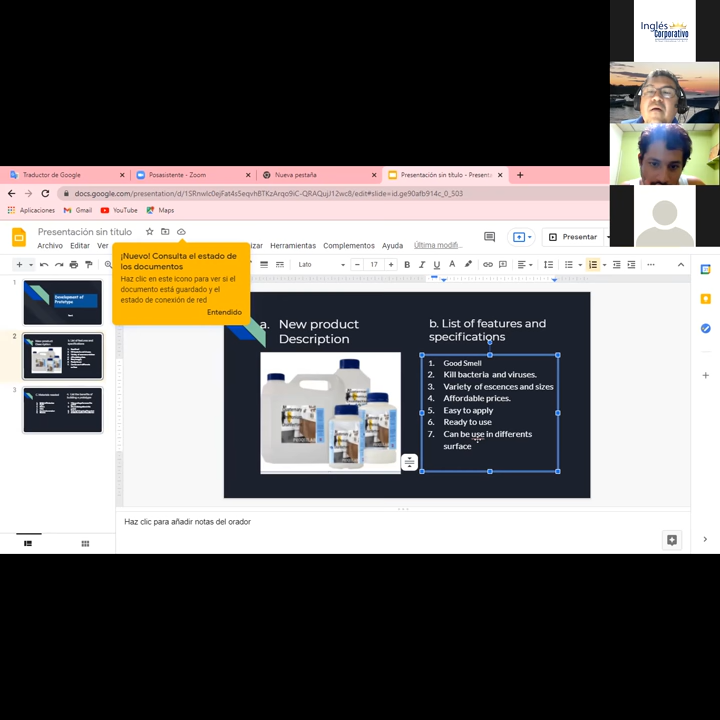 Inglés
Corporativo
Traductor de Google
Posasistente - Zoom
Nueva pestaña
Presentación sin título - Present
docs.google.com/presentation/d/1SRnwlc0ejFat4s5eqvhBTKzArqo9iC-QRAQujJ12wc8/edit#slide=id.ge90afb914c_0_503
Aplicaciones
Gmail
YouTube
Maps
Presentación sin título
Archivo Editar Ver
Herramientas Complementos Ayuda Última modifi...
Presentar
¡Nuevo! Consulta el estado de
los documentos
Haz clic en este icono para ver si el
documento está guardado y el
estado de conexión de red
Entendido
Lato
17
1
Development of
Prototype
2
3
a. New product
Description
b. List of features and
specifications
1. Good Smell
2. Kill bacteria and viruses.
3. Variety of escences and sizes
4. Affordable prices.
5. Easy to apply
6. Ready to use
7. Can be use in differents
surface
Haz clic para añadir notas del orador